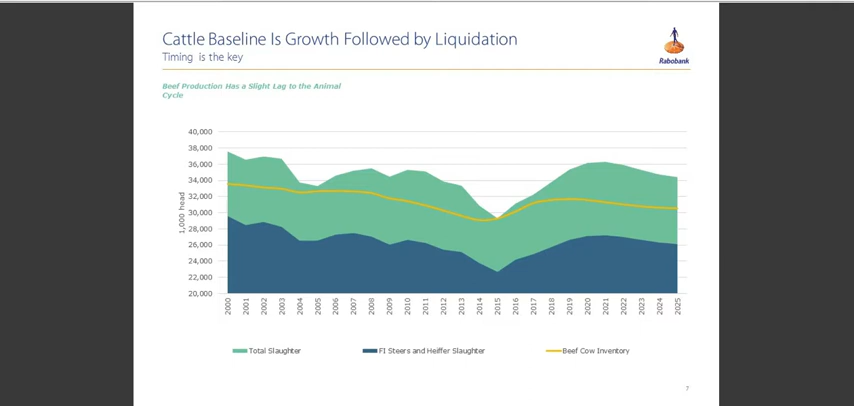 Cattle Baseline Is Growth Followed by Liquidation
Timing is the key
Rabobank
Beef Production Has a Slight Lag to the Animal
Cycle
40,000
38,000
36,000
34,000
32,000
30,000
28,000
26,000
24,000
22,000
20,000
1,000 head
2000 2001 2002 2003 2004 2005 2006 2007 2008 2009 2010 2011 2012 2013 2014 2015 2016 2017 2018 2019 2020 2021 2022 2023 2024 2025
Total Slaughter FI Steers and Heiffer Slaughter Beef Cow Inventory
7